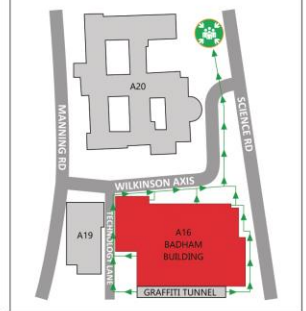 A20
MANNING RD
SCIENCE RD
WILKINSON AXIS
A19
TECHNOLOGY LANE
A16
BADHAM
BUILDING
GRAFFITI TUNNEL